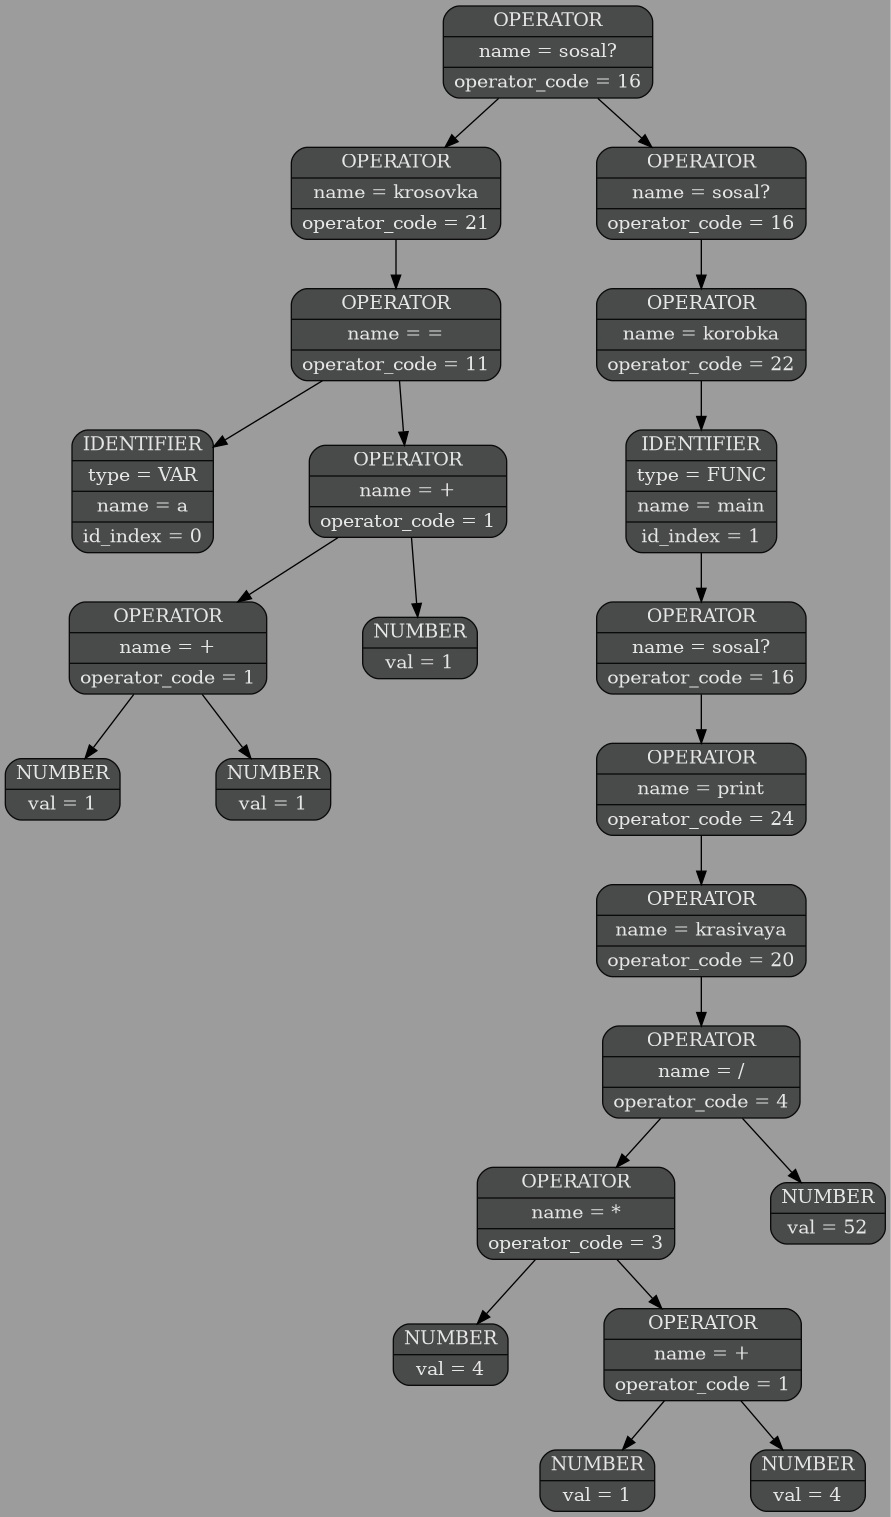 OPERATOR
name = sosal?
operator_code = 16
OPERATOR
name = krosovka
operator_code = 21
OPERATOR
name = sosal?
operator_code = 16
OPERATOR
name = =
operator_code = 11
OPERATOR
name = korobka
operator_code = 22
IDENTIFIER
type = VAR
name = a
id_index = 0
OPERATOR
name = +
operator_code = 1
IDENTIFIER
type = FUNC
name = main
id_index = 1
OPERATOR
name = +
operator_code = 1
NUMBER
val = 1
OPERATOR
name = sosal?
operator_code = 16
NUMBER
val = 1
NUMBER
val = 1
OPERATOR
name = print
operator_code = 24
OPERATOR
name = krasivaya
operator_code = 20
OPERATOR
name = /
operator_code = 4
OPERATOR
name = *
operator_code = 3
NUMBER
val = 52
NUMBER
val = 4
OPERATOR
name = +
operator_code = 1
NUMBER
val = 1
NUMBER
val = 4